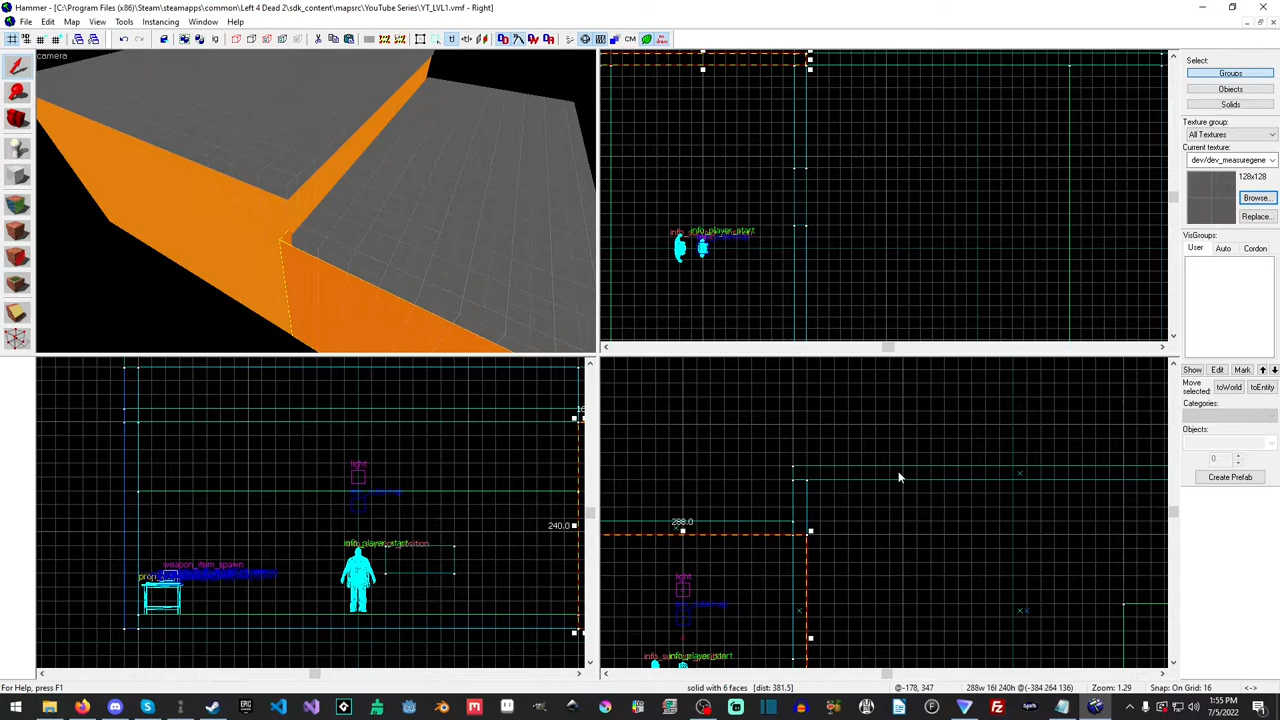 Hammer - [C:\Program Files (x86)\Steam\steamapps\common\Left 4 Dead 2\sdk_content\mapsrc\YouTube Series\YT_LVL1.vmf - Right]
File Edit Map View Tools Instancing Window Help
camera
Select:
Groups
Objects
Solids
Texture group:
All Textures
Current texture:
dev/dev_measuregene
128x128
Browse...
Replace...
VisGroups:
User Auto Cordon
info_player_start
Show Edit Mark
Move selected: toWorld toEntity
Categories:
Objects:
0
Create Prefab
light
240.0
info_player_start
weapon_item_spawn
288.0
light
info_player_start
For Help, press F1
solid with 6 faces [dist: 381.5]
@-178, 347
288w 16l 240h @(-384 264 136)
Zoom: 1.29
Snap: On Grid: 16
<->
1:55 PM
7/5/2022